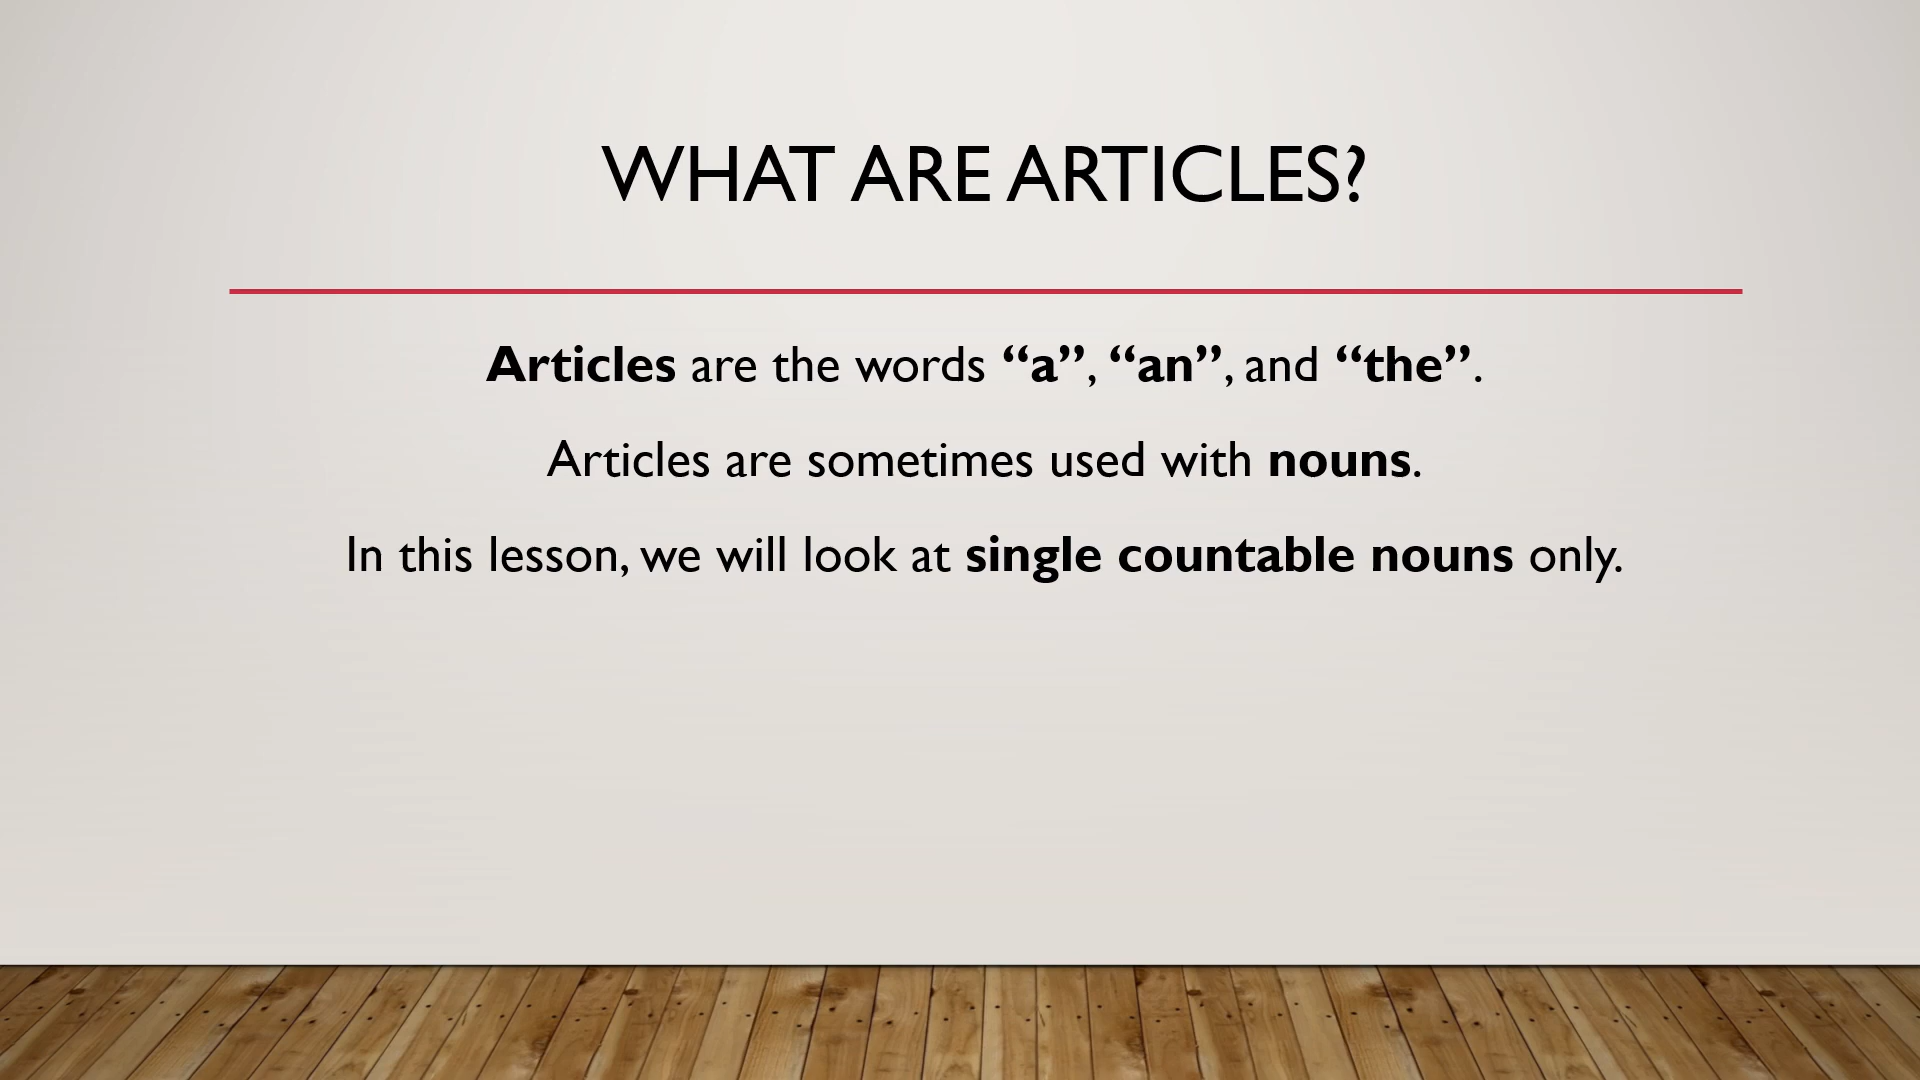 WHAT ARE ARTICLES?
Articles are the words “a”, “an”, and “the”.
Articles are sometimes used with nouns.
In this lesson, we will look at single countable nouns only.